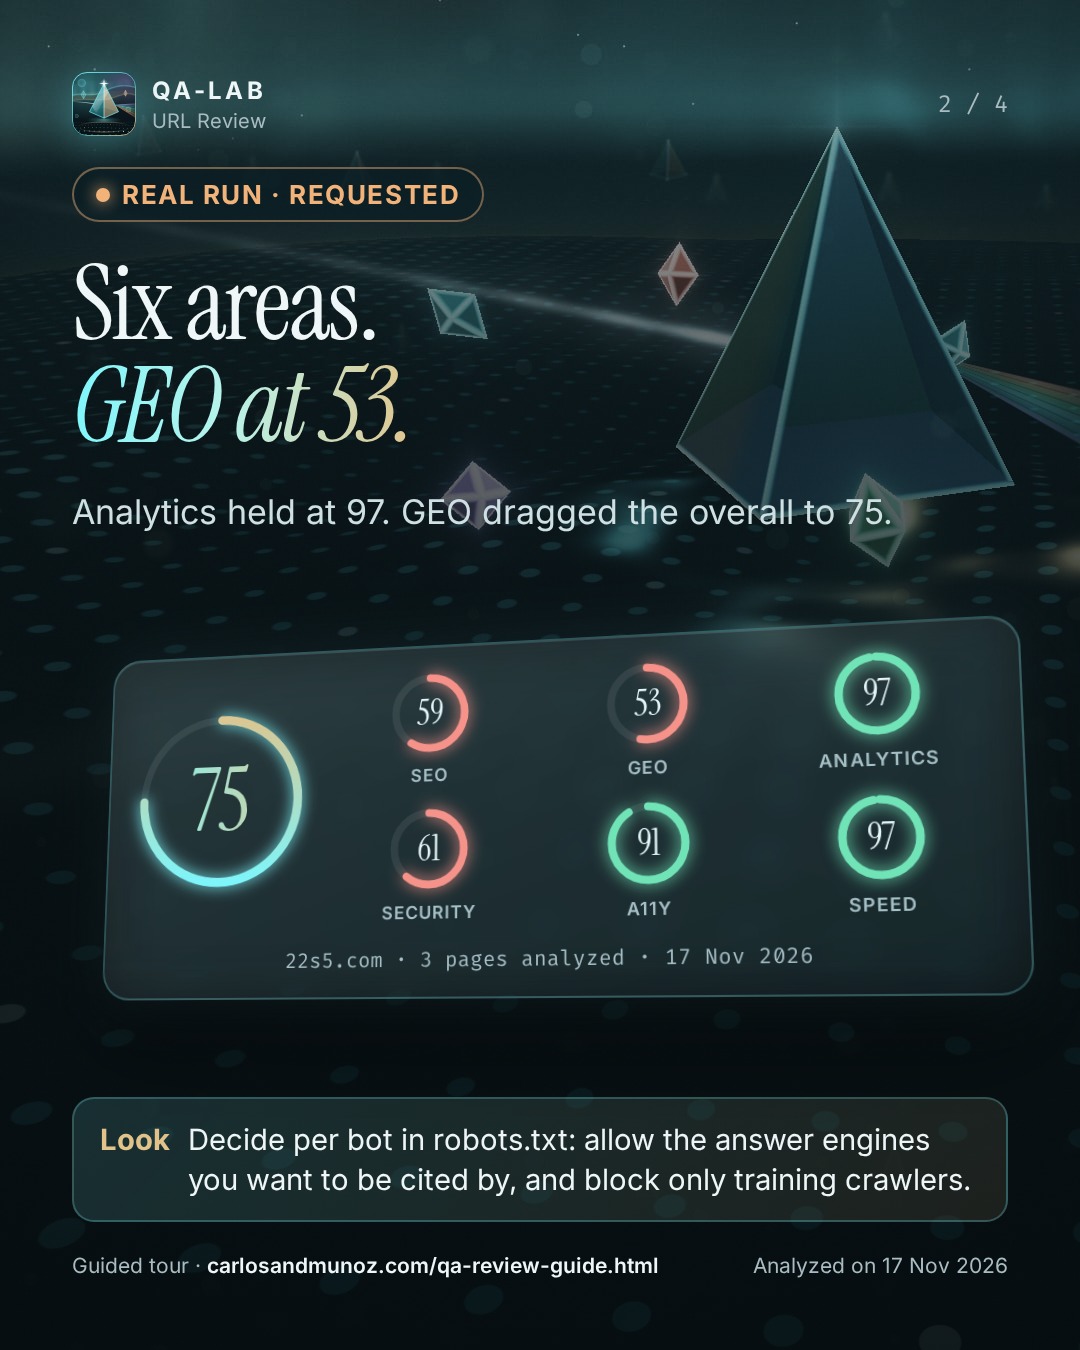 QA-LAB
URL Review
2 / 4
REAL RUN · REQUESTED
Six areas.
GEO at 53.
Analytics held at 97. GEO dragged the overall to 75.
75
59
SEO
53
GEO
97
ANALYTICS
61
SECURITY
91
A11Y
97
SPEED
22s5.com · 3 pages analyzed · 17 Nov 2026
Look Decide per bot in robots.txt: allow the answer engines
you want to be cited by, and block only training crawlers.
Guided tour · carlosandmunoz.com/qa-review-guide.html
Analyzed on 17 Nov 2026